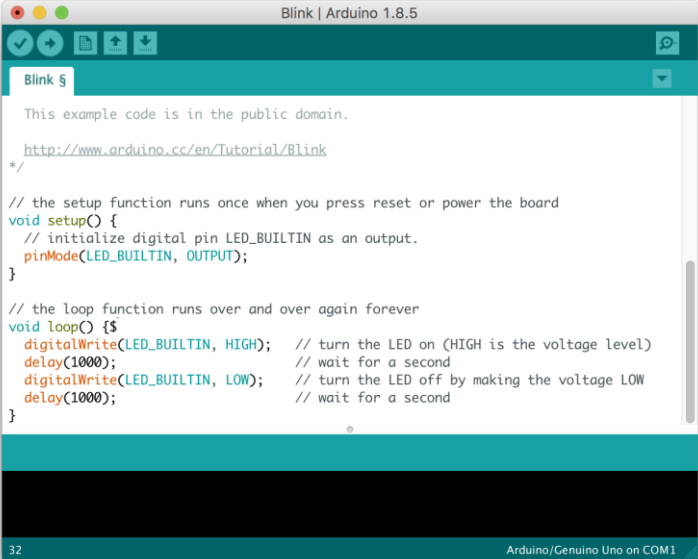 Blink | Arduino 1.8.5
Blink §
This example code is in the public domain.
http://www.arduino.cc/en/Tutorial/Blink
*/
// the setup function runs once when you press reset or power the board
void setup() {
  // initialize digital pin LED_BUILTIN as an output.
  pinMode(LED_BUILTIN, OUTPUT);
}
// the loop function runs over and over again forever
void loop() {$
  digitalWrite(LED_BUILTIN, HIGH);   // turn the LED on (HIGH is the voltage level)
  delay(1000);                       // wait for a second
  digitalWrite(LED_BUILTIN, LOW);    // turn the LED off by making the voltage LOW
  delay(1000);                       // wait for a second
}
32 Arduino/Genuino Uno on COM1